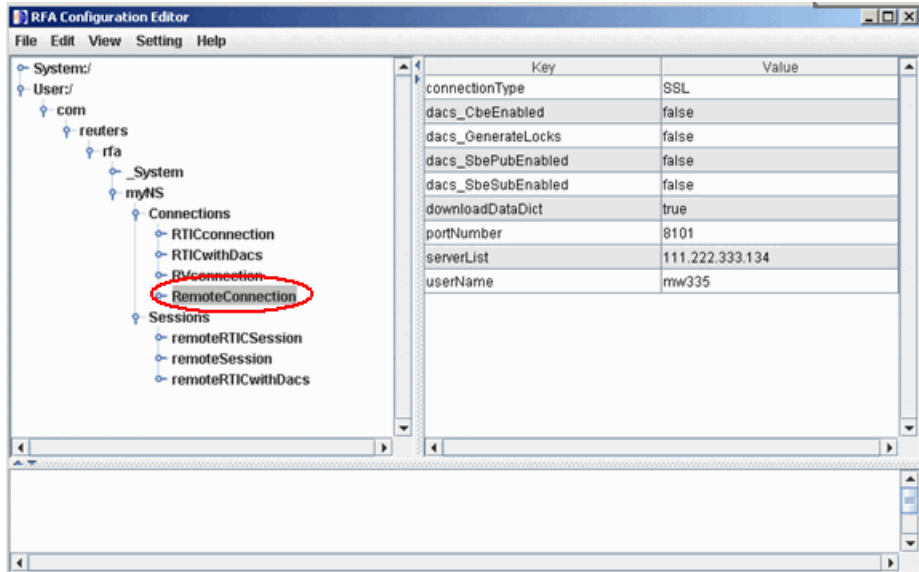 RFA Configuration Editor
File Edit View Setting Help
System:/
User:/
com
reuters
rfa
_System
myNS
Connections
RTICconnection
RTICwithDacs
RVconnection
RemoteConnection
Sessions
remoteRTICSession
remoteSession
remoteRTICwithDacs
Key Value
connectionType SSL
dacs_CbeEnabled false
dacs_GenerateLocks false
dacs_SbePubEnabled false
dacs_SbeSubEnabled false
downloadDataDict true
portNumber 8101
serverList 111.222.333.134
userName mw335